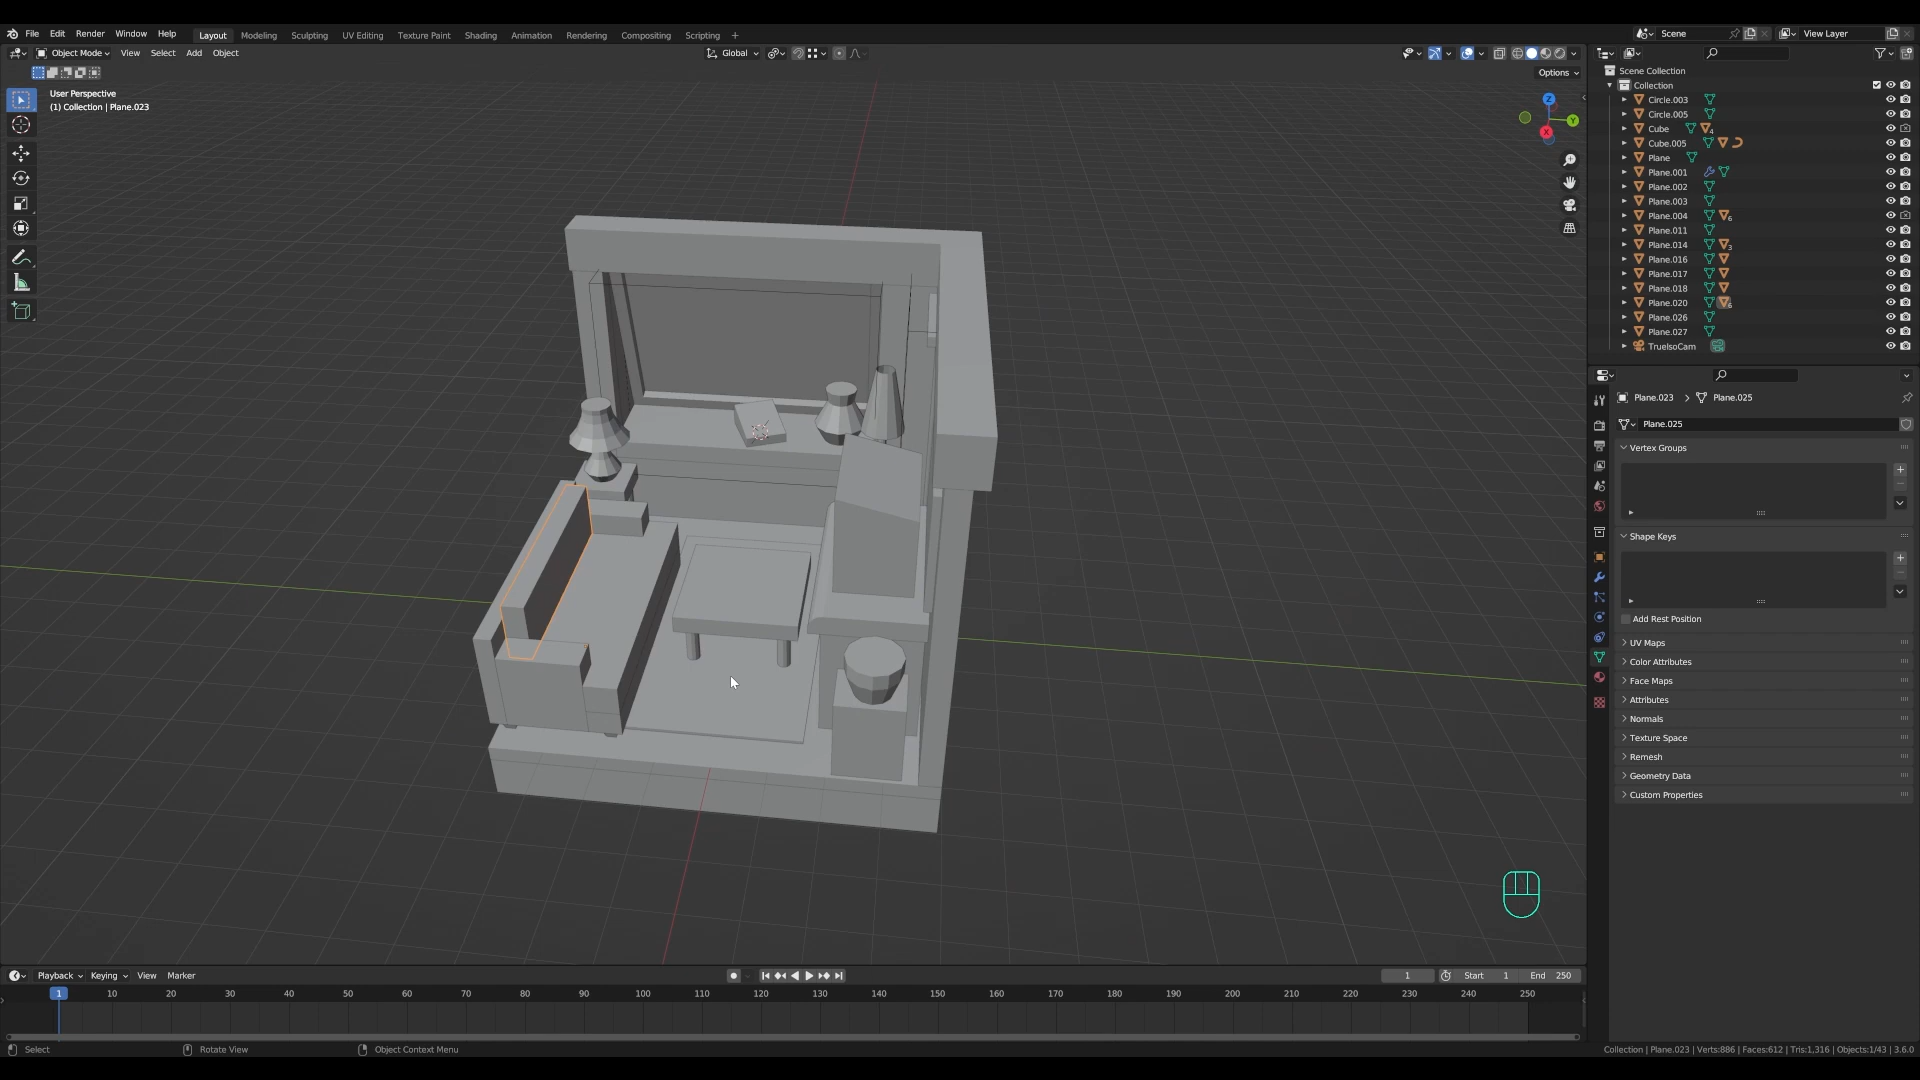 File Edit Render Window Help Layout Modeling Sculpting UV Editing Texture Paint Shading Animation Rendering Compositing Scripting + Scene View Layer
Object Mode View Select Add Object Global
Options
User Perspective
(1) Collection | Plane.023
Z
Y
X
Scene Collection
Collection
Circle.003
Circle.005
Cube 4
Cube.005
Plane
Plane.001
Plane.002
Plane.003
Plane.004 6
Plane.011
Plane.014 3
Plane.016
Plane.017
Plane.018
Plane.020 6
Plane.026
Plane.027
TrueIsoCam
Plane.023 > Plane.025
Plane.025
Vertex Groups
Shape Keys
Add Rest Position
UV Maps
Color Attributes
Face Maps
Attributes
Normals
Texture Space
Remesh
Geometry Data
Custom Properties
Playback Keying View Marker 1 Start 1 End 250
1 10 20 30 40 50 60 70 80 90 100 110 120 130 140 150 160 170 180 190 200 210 220 230 240 250
Select Rotate View Object Context Menu Collection | Plane.023 | Verts:886 | Faces:612 | Tris:1,316 | Objects:1/43 | 3.6.0